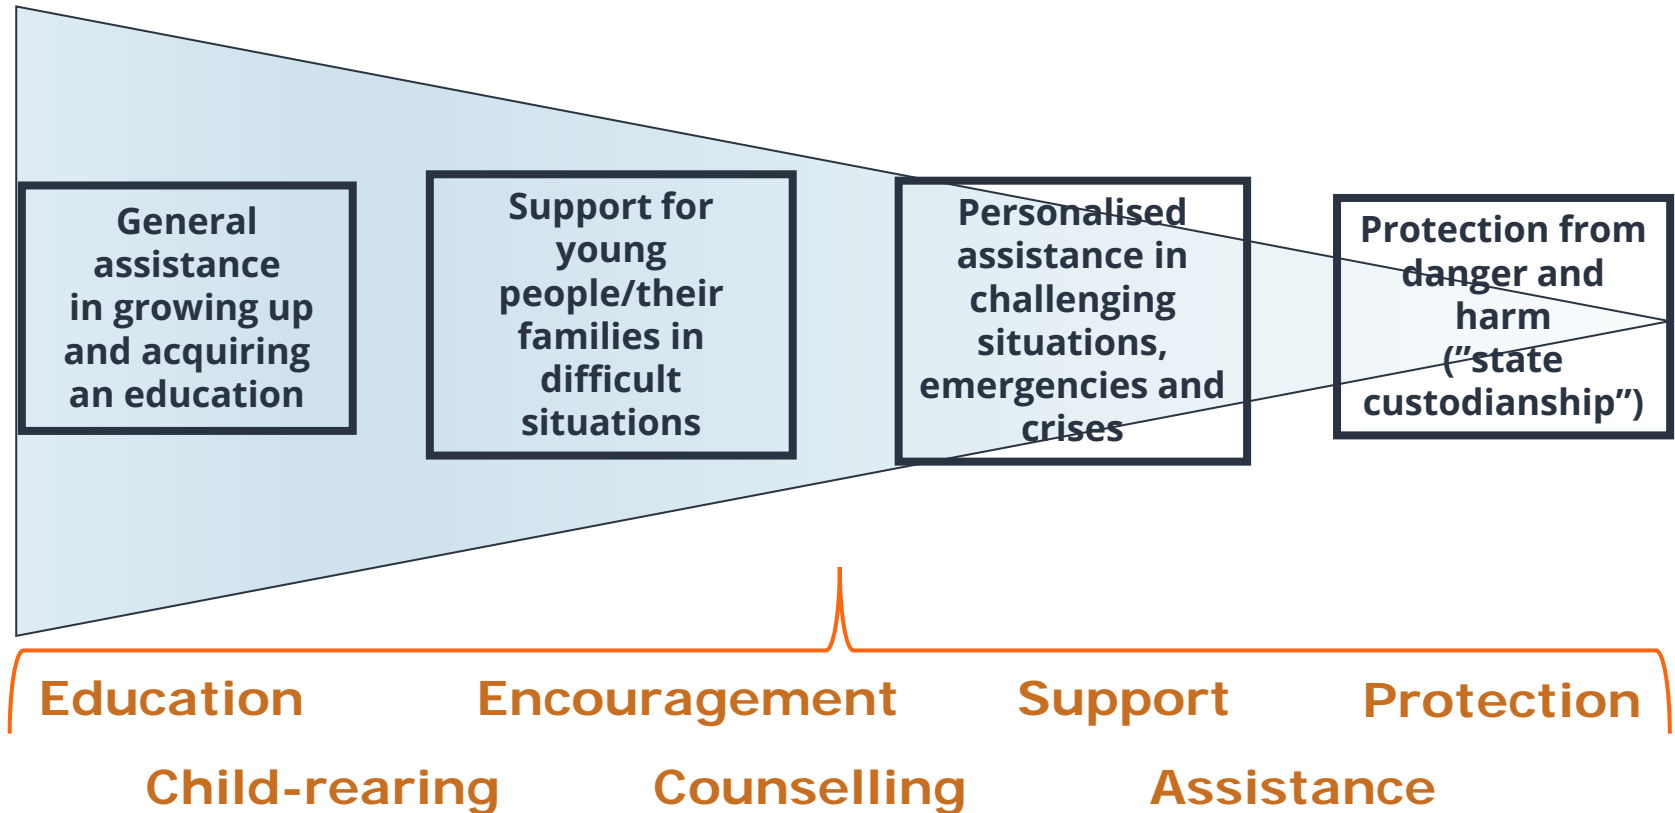 General
assistance
in growing up
and acquiring
an education
Support for
young
people/their
families in
difficult
situations
Personalised
assistance in
challenging
situations,
emergencies and
crises
Protection from
danger and
harm
(”state
custodianship”)
Education Encouragement Support Protection
Child-rearing Counselling Assistance